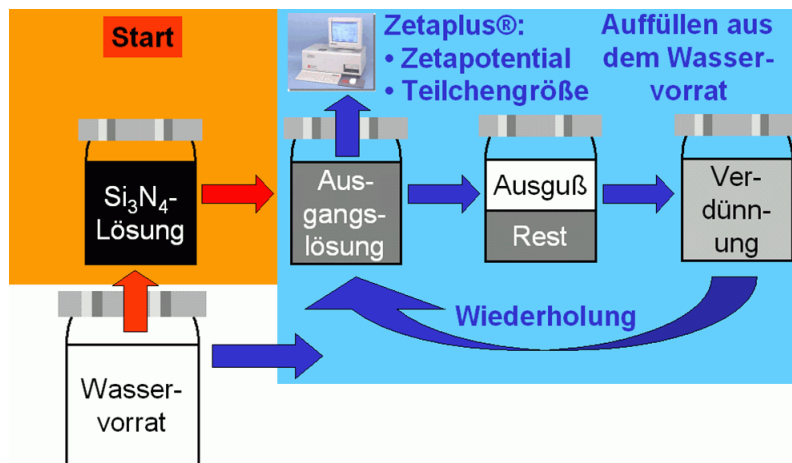 Start
Zetaplus®:
• Zetapotential
• Teilchengröße
Auffüllen aus
dem Wasser-
vorrat
Si₃N₄-
Lösung
Aus-
gangs-
lösung
Ausguß
Rest
Ver-
dünn-
ung
Wiederholung
Wasser-
vorrat